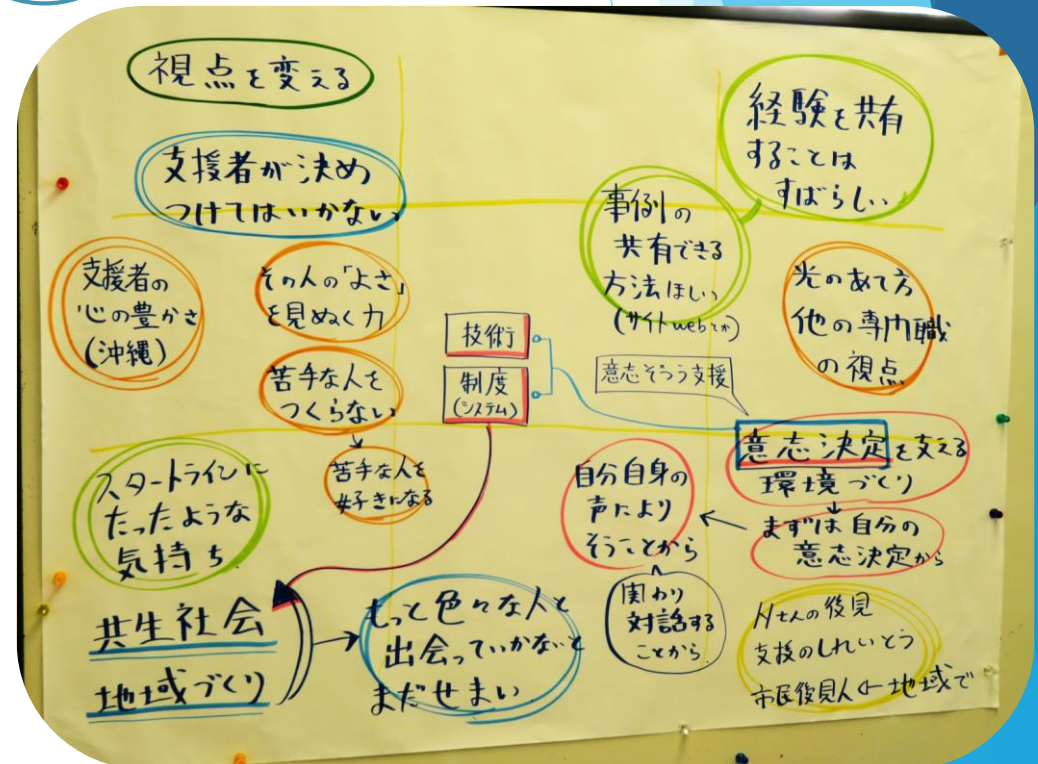 視点を変える
支援者が決め
つけてはいかない
経験を共有
することは
すばらしい
事例の
共有できる
方法ほしい
(サイトwebとか)
支援者の
心の豊かさ
(沖縄)
その人の「よさ」
を見ぬく力
苦手な人を
つくらない
苦手な人を
好きになる
技術
制度
(システム)
意志そう支援
光のあて方
他の専門職
の視点
意志決定を支える
環境づくり
まずは自分の
意志決定から
自分自身の
声により
そうことから
関わり
対話する
ことから
スタートラインに
たったような
気持ち
共生社会
地域づくり
もっと色々な人と
出会っていかないと
まだせまい
さんの後見
支援のしれいとう
市民後見人←地域で